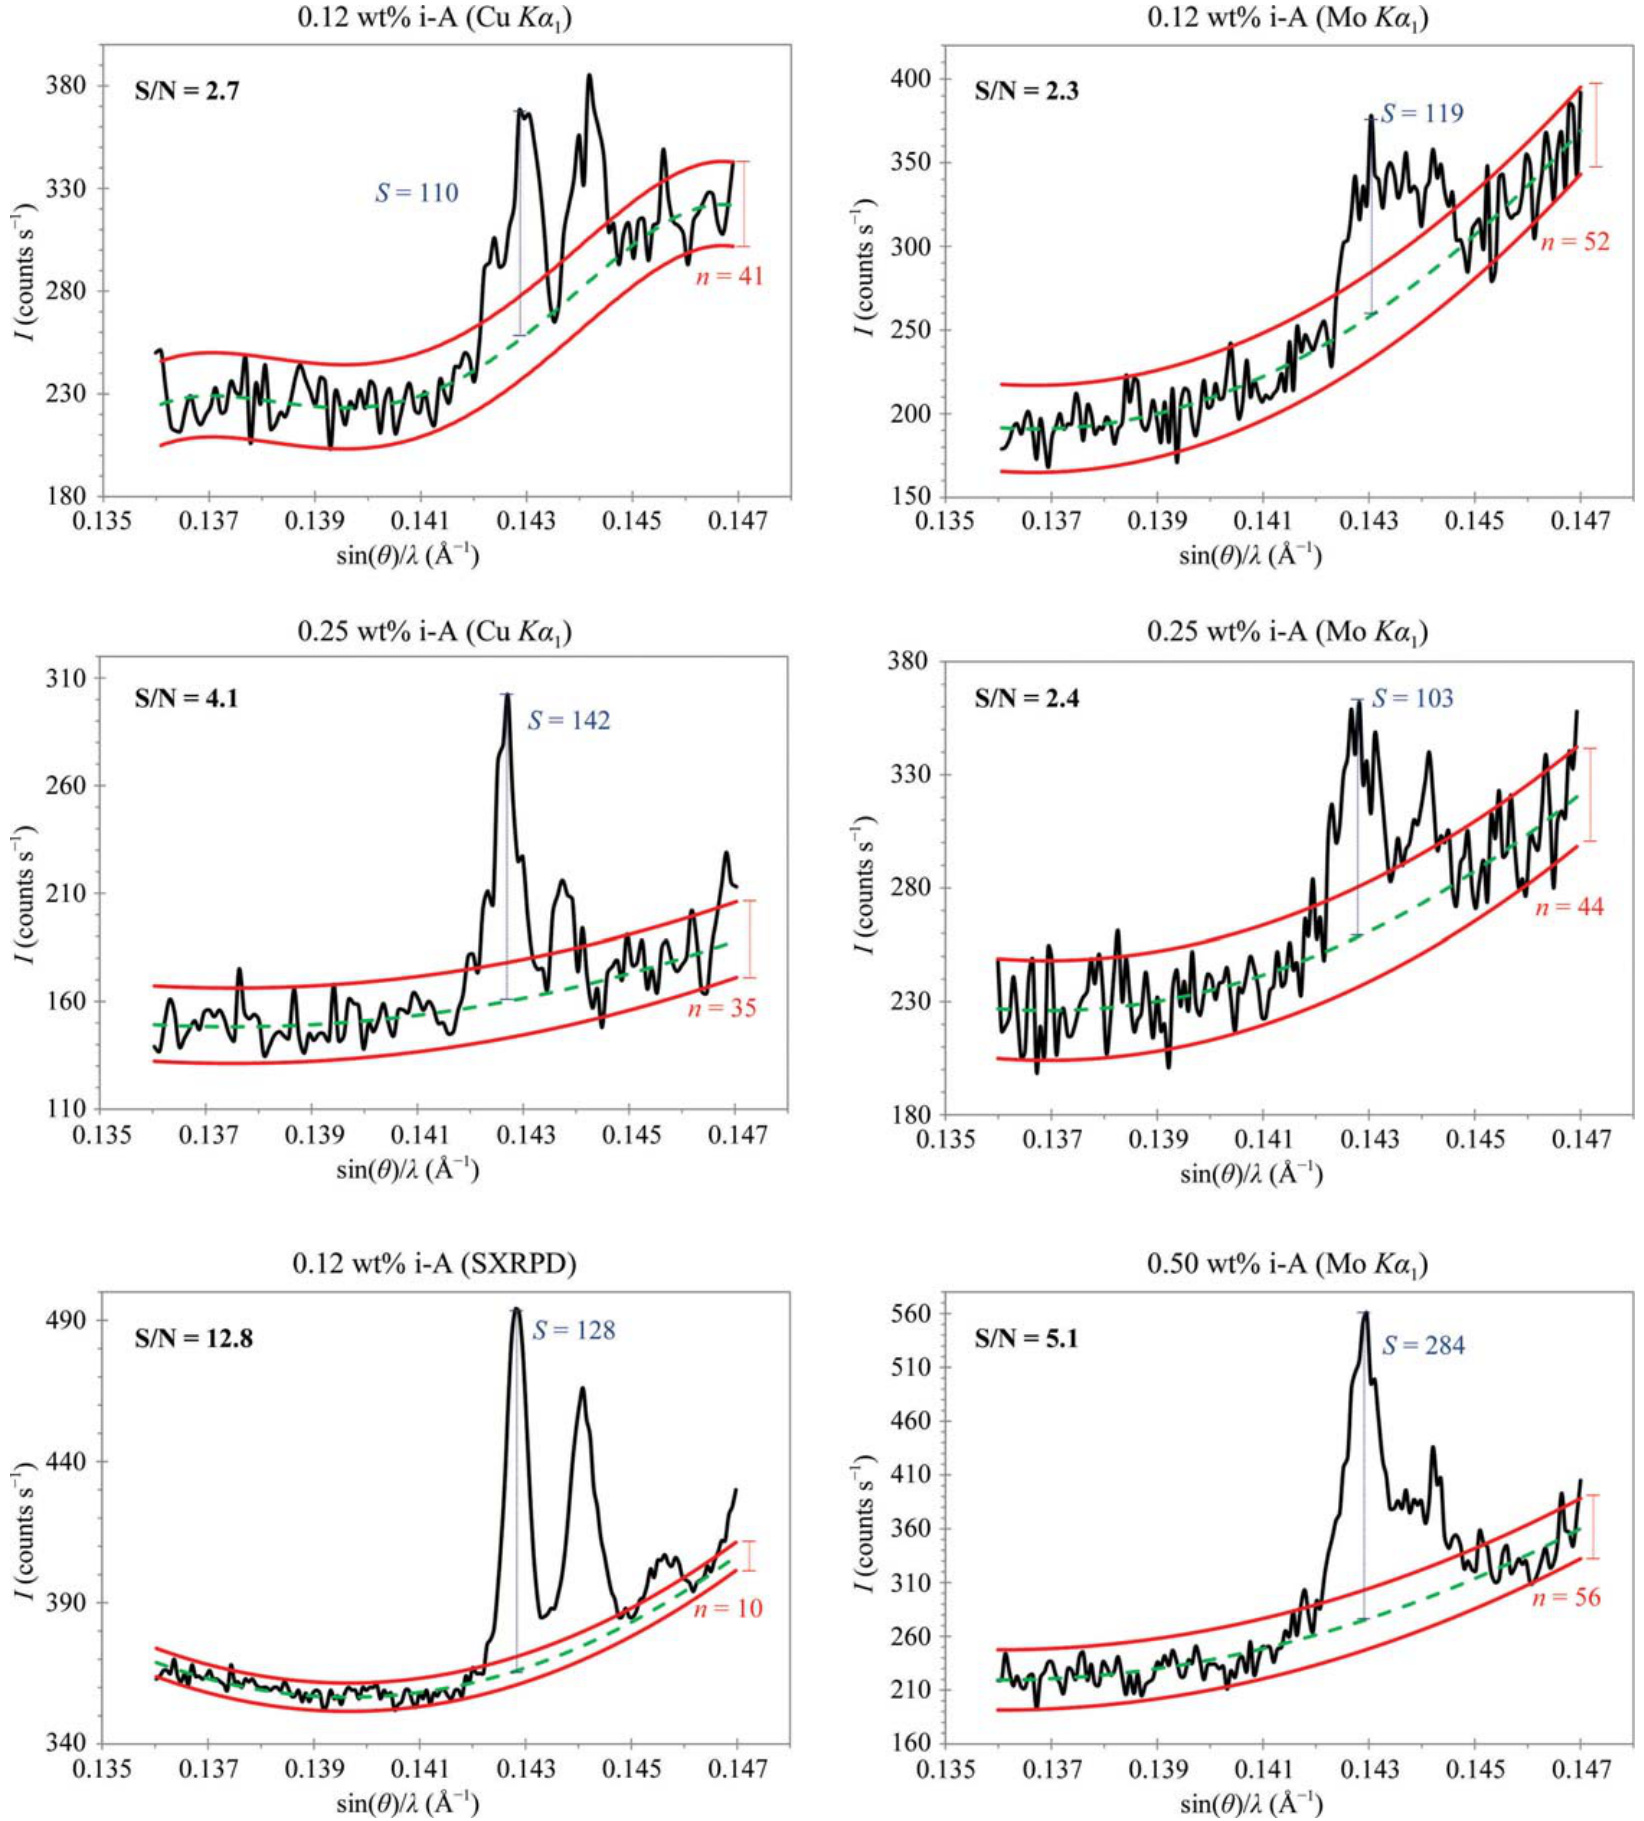 0.12 wt% i-A (Cu Kα₁)
S/N = 2.7
S = 110
n = 41
I (counts s⁻¹)
380
330
280
230
180
0.135 0.137 0.139 0.141 0.143 0.145 0.147
sin(θ)/λ (Å⁻¹)
0.12 wt% i-A (Mo Kα₁)
S/N = 2.3
S = 119
n = 52
I (counts s⁻¹)
400
350
300
250
200
150
0.135 0.137 0.139 0.141 0.143 0.145 0.147
sin(θ)/λ (Å⁻¹)
0.25 wt% i-A (Cu Kα₁)
S/N = 4.1
S = 142
n = 35
I (counts s⁻¹)
310
260
210
160
110
0.135 0.137 0.139 0.141 0.143 0.145 0.147
sin(θ)/λ (Å⁻¹)
0.25 wt% i-A (Mo Kα₁)
S/N = 2.4
S = 103
n = 44
I (counts s⁻¹)
380
330
280
230
180
0.135 0.137 0.139 0.141 0.143 0.145 0.147
sin(θ)/λ (Å⁻¹)
0.12 wt% i-A (SXRPD)
S/N = 12.8
S = 128
n = 10
I (counts s⁻¹)
490
440
390
340
0.135 0.137 0.139 0.141 0.143 0.145 0.147
sin(θ)/λ (Å⁻¹)
0.50 wt% i-A (Mo Kα₁)
S/N = 5.1
S = 284
n = 56
I (counts s⁻¹)
560
510
460
410
360
310
260
210
160
0.135 0.137 0.139 0.141 0.143 0.145 0.147
sin(θ)/λ (Å⁻¹)